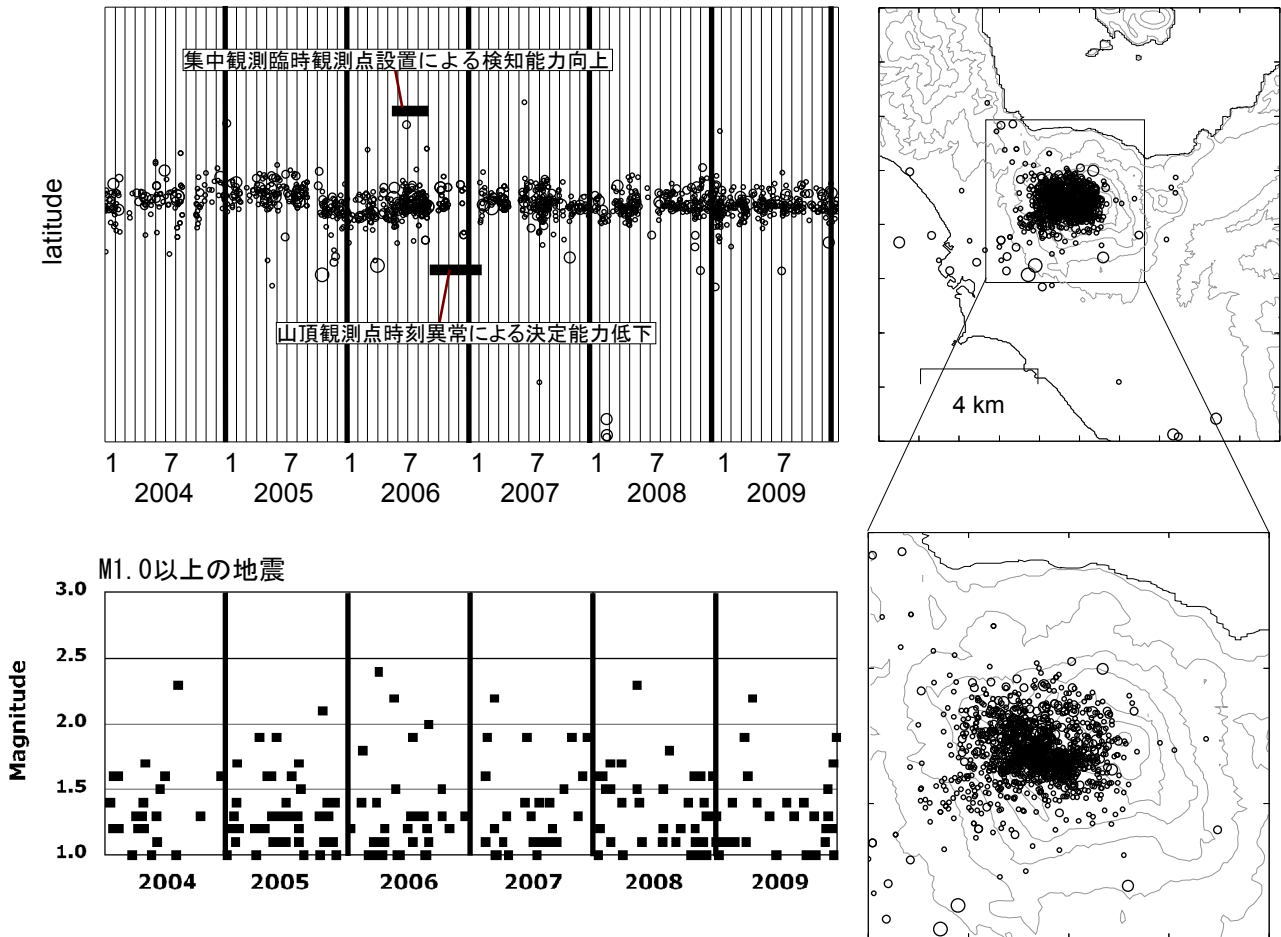 集中観測臨時観測点設置による検知能力向上
latitude
山頂観測点時刻異常による決定能力低下
4 km
1 7 1 7 1 7 1 7 1 7 1 7
2004 2005 2006 2007 2008 2009
M1.0以上の地震
Magnitude
3.0
2.5
2.0
1.5
1.0
2004 2005 2006 2007 2008 2009